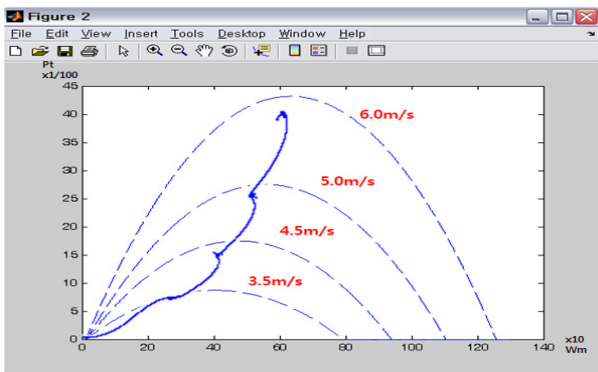 Figure 2
File Edit View Insert Tools Desktop Window Help
Pt
x1/100
45
40
35
30
25
20
15
10
5
0
6.0m/s
5.0m/s
4.5m/s
3.5m/s
0 20 40 60 80 100 120 140
x10
Wm